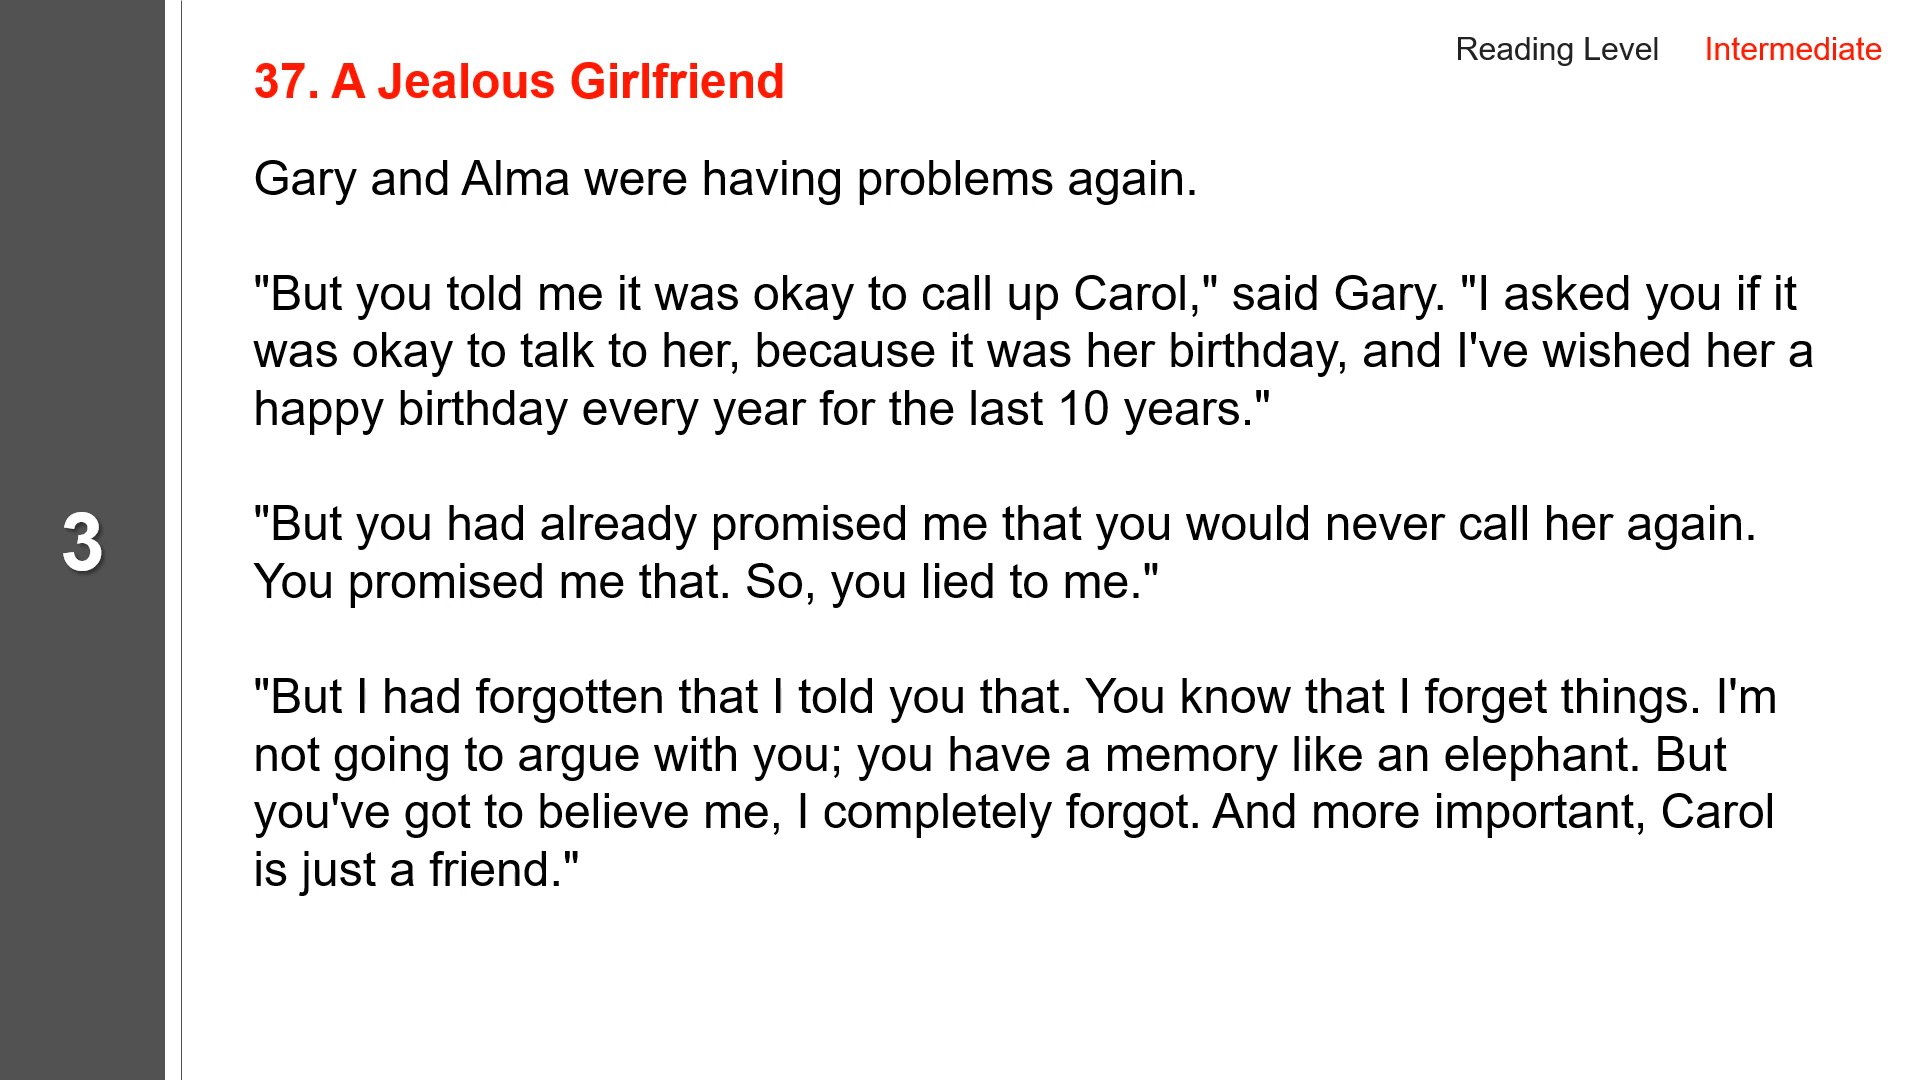 Reading Level Intermediate
37. A Jealous Girlfriend
Gary and Alma were having problems again.
"But you told me it was okay to call up Carol," said Gary. "I asked you if it
was okay to talk to her, because it was her birthday, and I've wished her a
happy birthday every year for the last 10 years."
"But you had already promised me that you would never call her again.
You promised me that. So, you lied to me."
"But I had forgotten that I told you that. You know that I forget things. I'm
not going to argue with you; you have a memory like an elephant. But
you've got to believe me, I completely forgot. And more important, Carol
is just a friend."
3